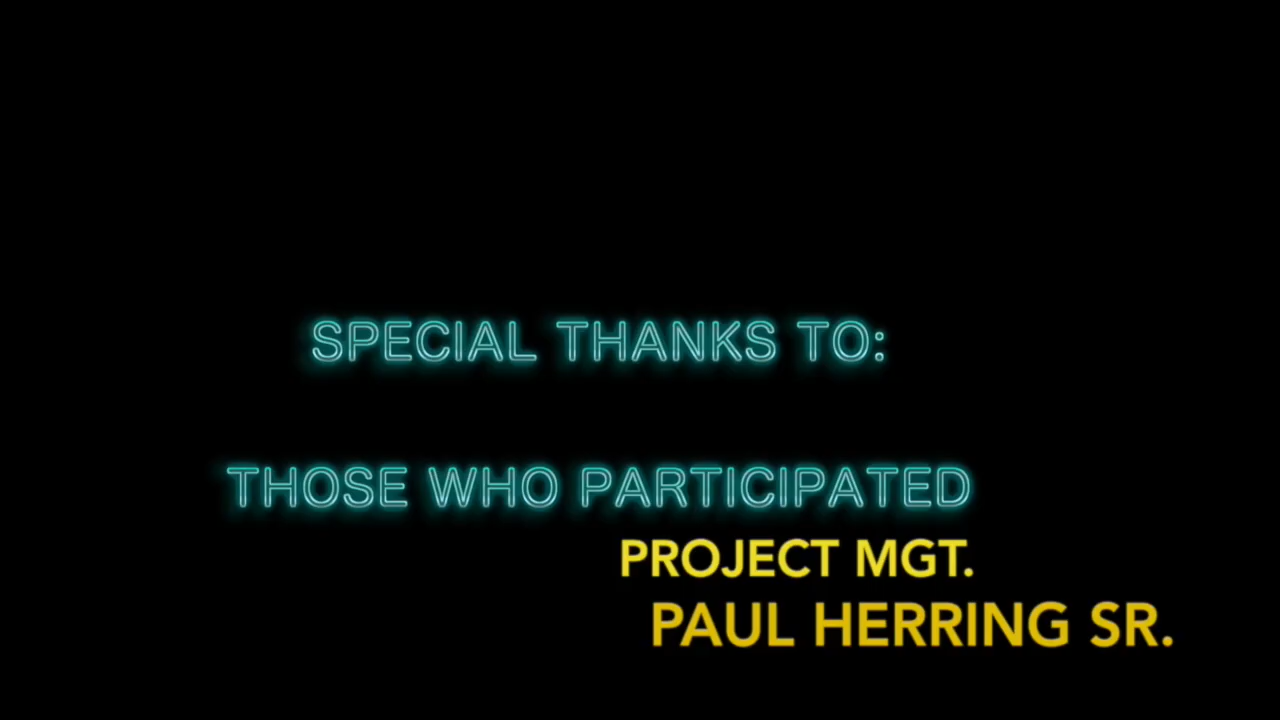 SPECIAL THANKS TO:
THOSE WHO PARTICIPATED
PROJECT MGT.
PAUL HERRING SR.